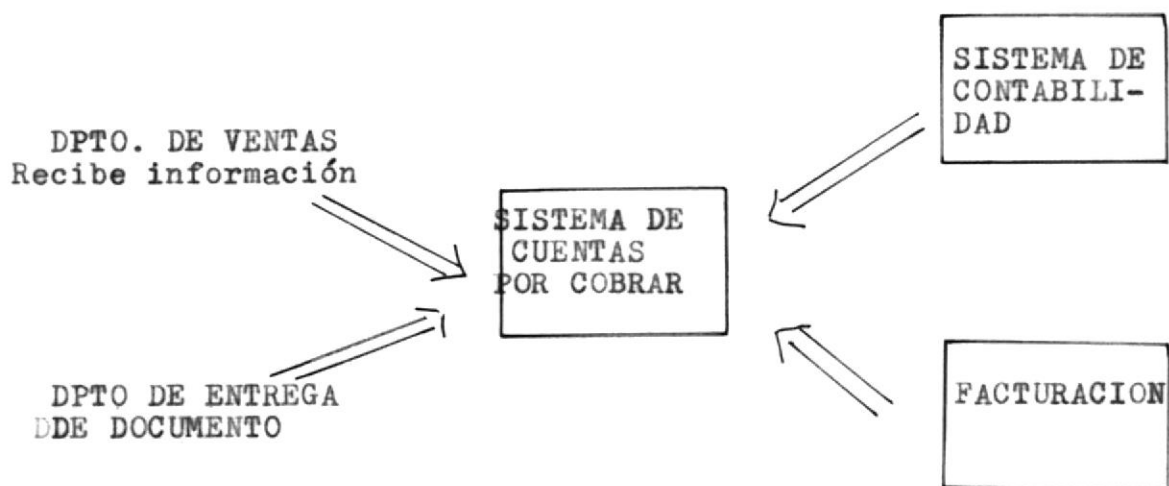 DPTO. DE VENTAS
Recibe información
DPTO DE ENTREGA
DDE DOCUMENTO
SISTEMA DE
CUENTAS
POR COBRAR
SISTEMA DE
CONTABILI-
DAD
FACTURACION